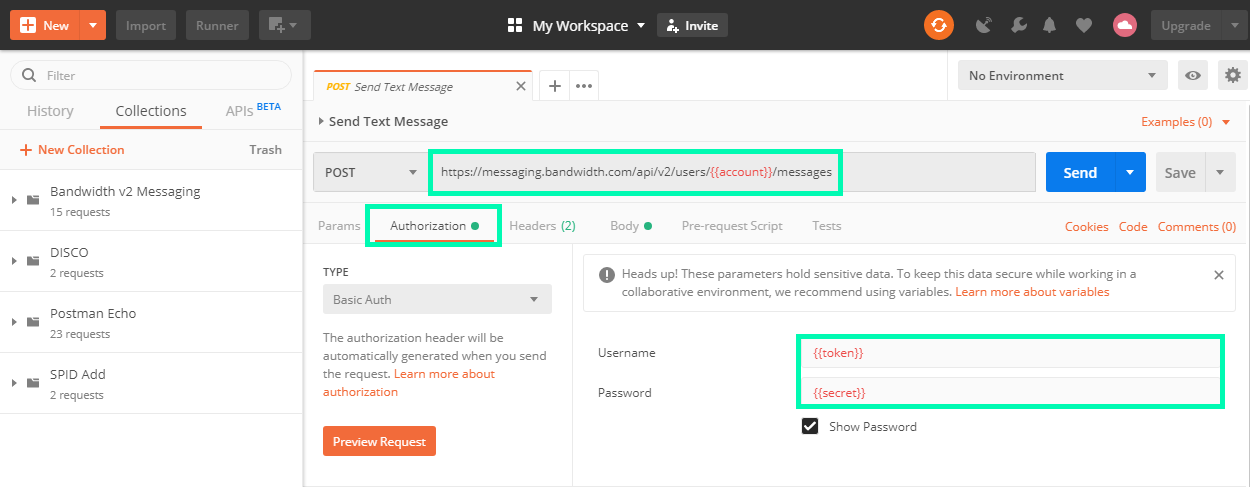 New
Import
Runner
My Workspace
Invite
Upgrade
Filter
History
Collections
APIs BETA
New Collection
Trash
Bandwidth v2 Messaging
15 requests
DISCO
2 requests
Postman Echo
23 requests
SPID Add
2 requests
POST Send Text Message
No Environment
Send Text Message
Examples (0)
POST
https://messaging.bandwidth.com/api/v2/users/{{account}}/messages
Send
Save
Params
Authorization
Headers (2)
Body
Pre-request Script
Tests
Cookies
Code
Comments (0)
TYPE
Basic Auth
The authorization header will be
automatically generated when you send
the request. Learn more about
authorization
Preview Request
Heads up! These parameters hold sensitive data. To keep this data secure while working in a
collaborative environment, we recommend using variables. Learn more about variables
Username
{{token}}
Password
{{secret}}
Show Password